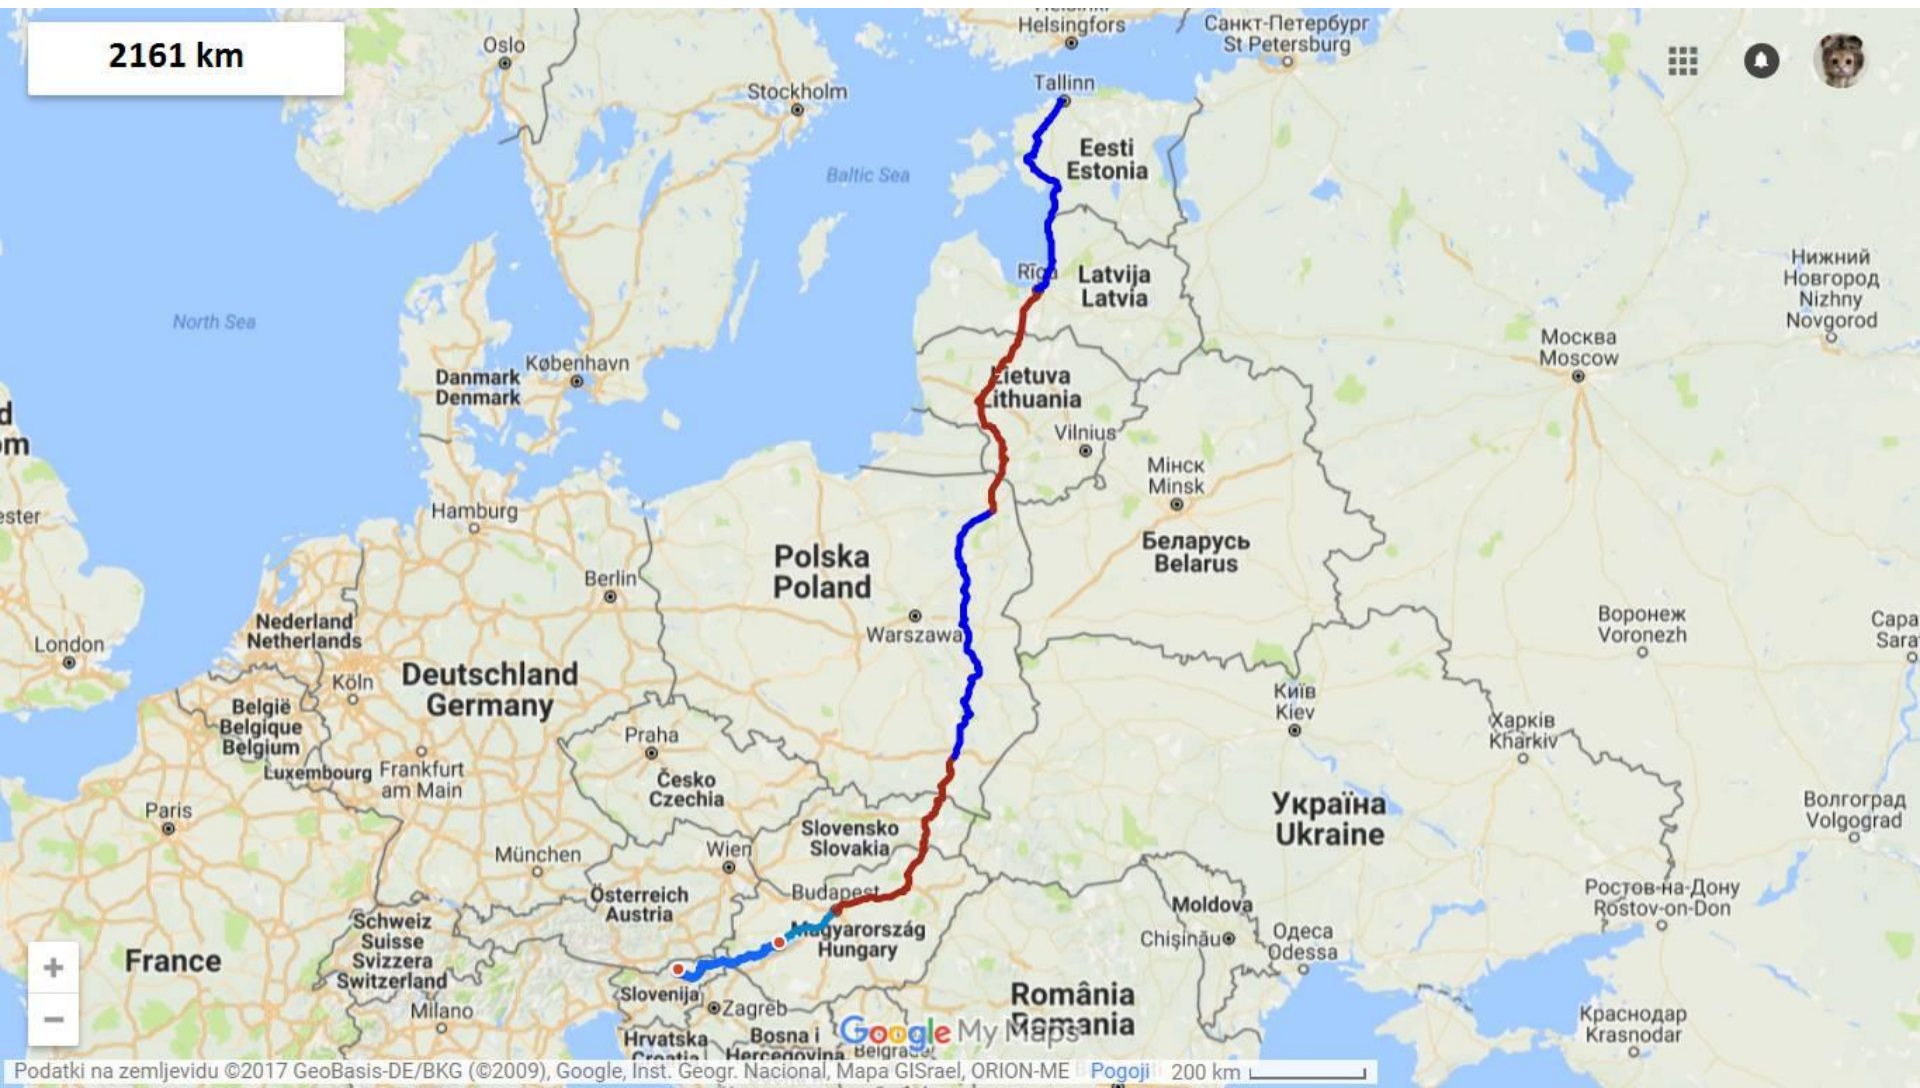 2161 km
Oslo
Stockholm
Helsingfors
Санкт-Петербург
St Petersburg
Tallinn
Eesti
Estonia
Baltic Sea
North Sea
Rīga
Latvija
Latvia
Нижний
Новгород
Nizhny
Novgorod
Москва
Moscow
København
Danmark
Denmark
Lietuva
Lithuania
Vilnius
Мінск
Minsk
Беларусь
Belarus
Hamburg
Polska
Poland
Berlin
Warszawa
Nederland
Netherlands
London
Воронеж
Voronezh
Deutschland
Germany
Köln
België
Belgique
Belgium
Luxembourg
Frankfurt
am Main
Praha
Česko
Czechia
Київ
Kiev
Харків
Kharkiv
Україна
Ukraine
Волгоград
Volgograd
Paris
Slovensko
Slovakia
München
Wien
Österreich
Austria
Budapest
Magyarország
Hungary
Moldova
Chișinău
Одеса
Odessa
Ростов-на-Дону
Rostov-on-Don
Schweiz
Suisse
Svizzera
Switzerland
France
Milano
Slovenija
Zagreb
Hrvatska
Croatia
Bosna i
Hercegovina
Belgrade
România
Romania
Краснодар
Krasnodar
Google My Maps
+
−
Podatki na zemljevidu ©2017 GeoBasis-DE/BKG (©2009), Google, Inst. Geogr. Nacional, Mapa GISrael, ORION-ME Pogoji 200 km